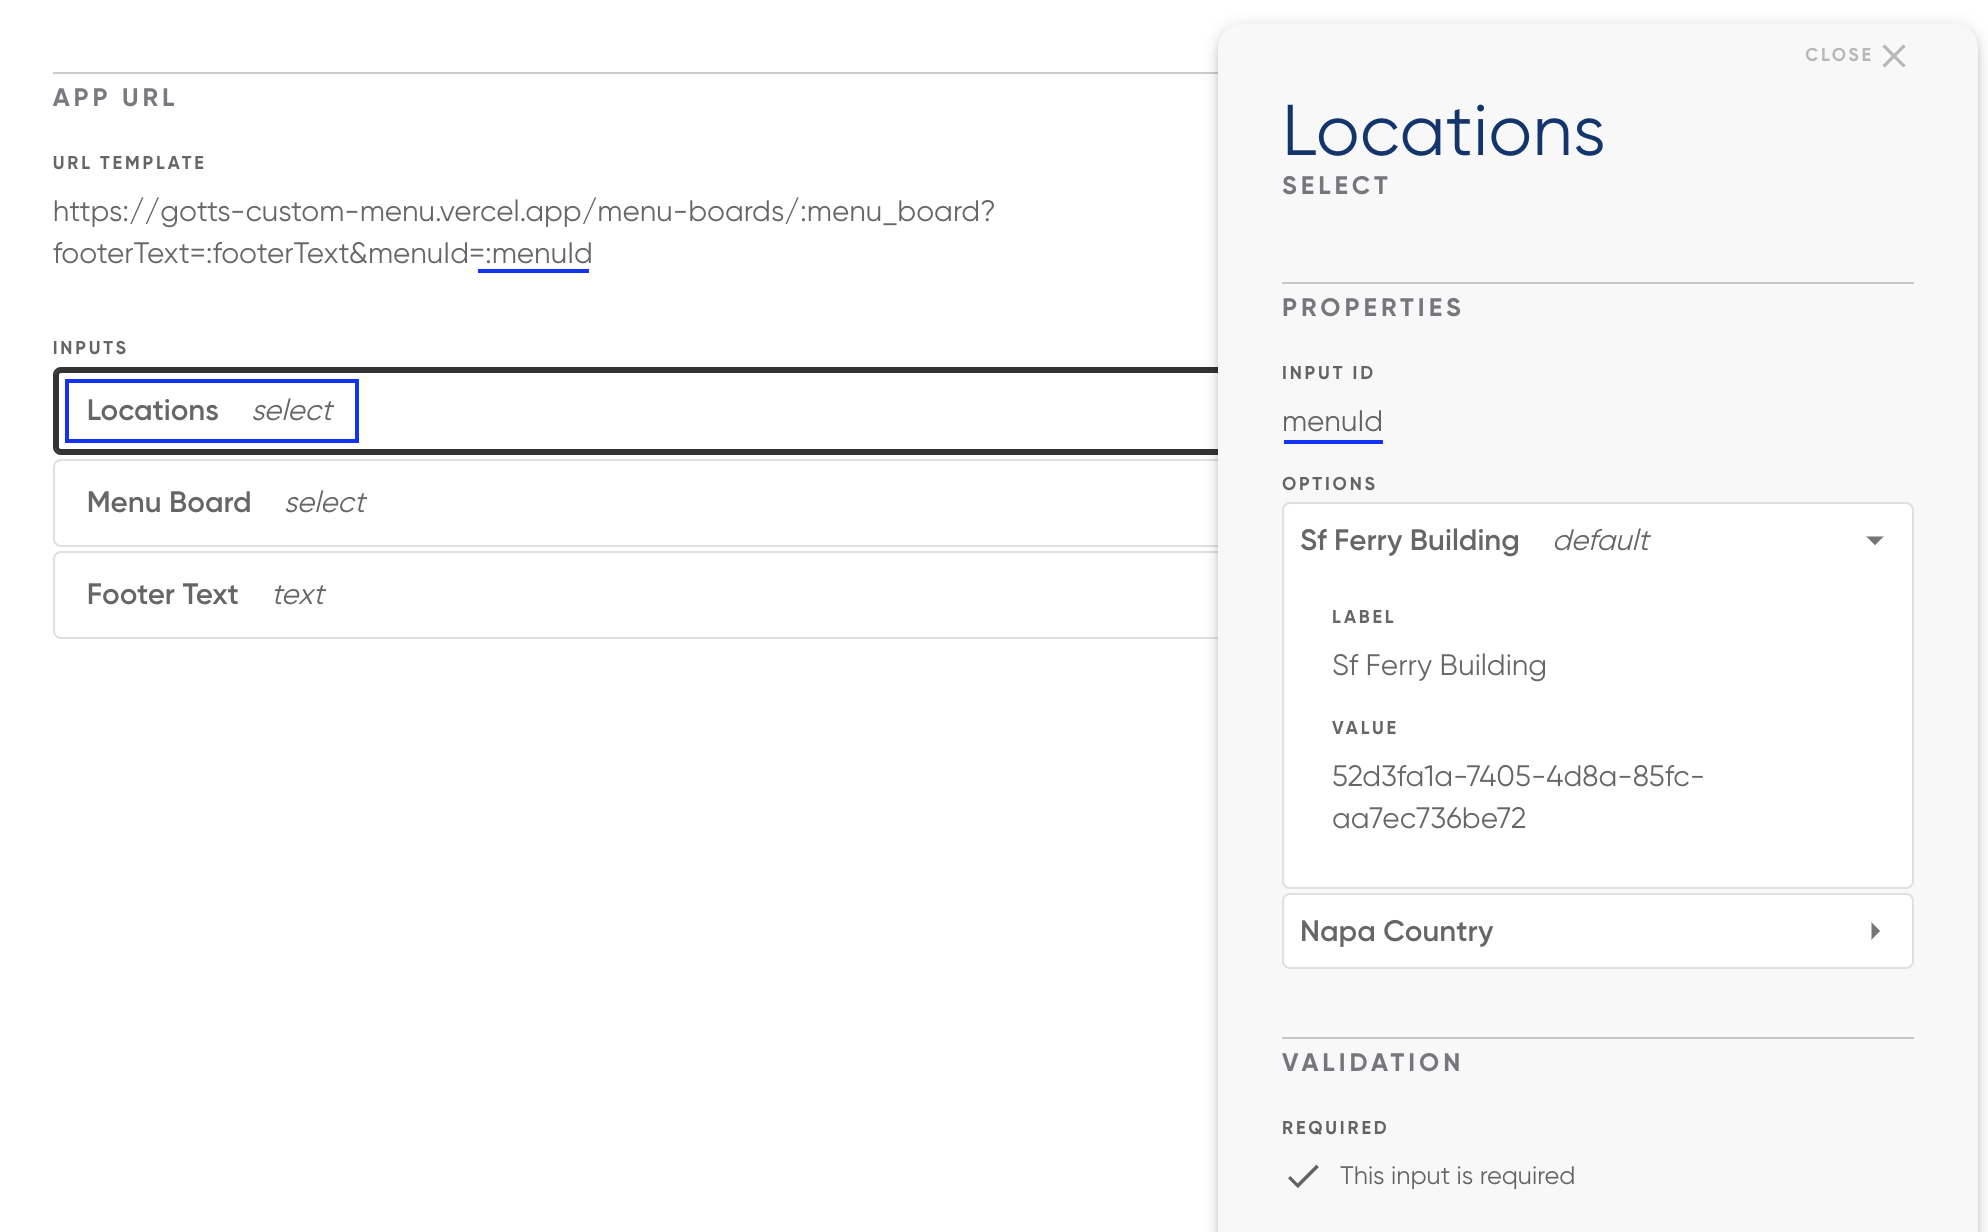 APP URL
URL TEMPLATE
https://gotts-custom-menu.vercel.app/menu-boards/:menu_board?
footerText=:footerText&menuId=:menuId
INPUTS
Locations select
Menu Board select
Footer Text text
CLOSE
Locations
SELECT
PROPERTIES
INPUT ID
menuId
OPTIONS
Sf Ferry Building default
LABEL
Sf Ferry Building
VALUE
52d3fa1a-7405-4d8a-85fc-
aa7ec736be72
Napa Country
VALIDATION
REQUIRED
This input is required